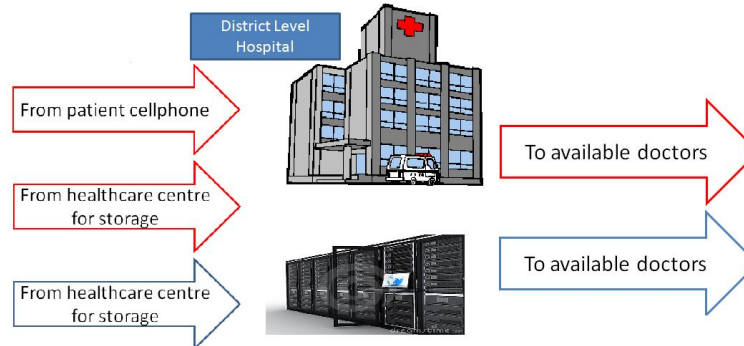 District Level
Hospital
From patient cellphone
To available doctors
From healthcare centre
for storage
To available doctors
From healthcare centre
for storage
dreamstime